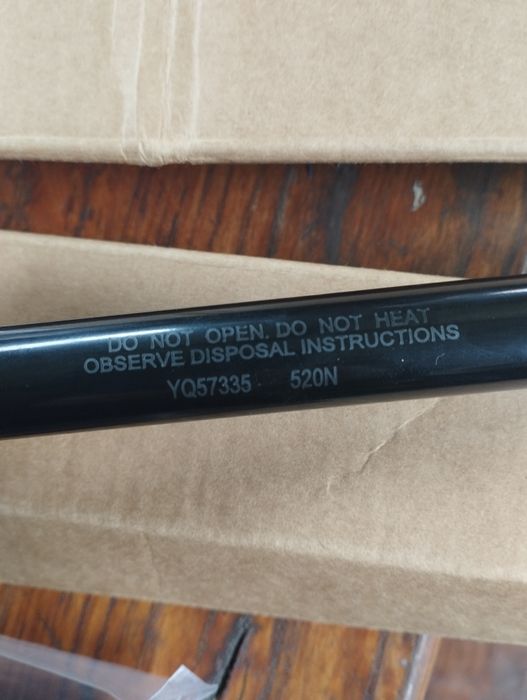 DO NOT OPEN. DO NOT HEAT
OBSERVE DISPOSAL INSTRUCTIONS
YQ57335 520N